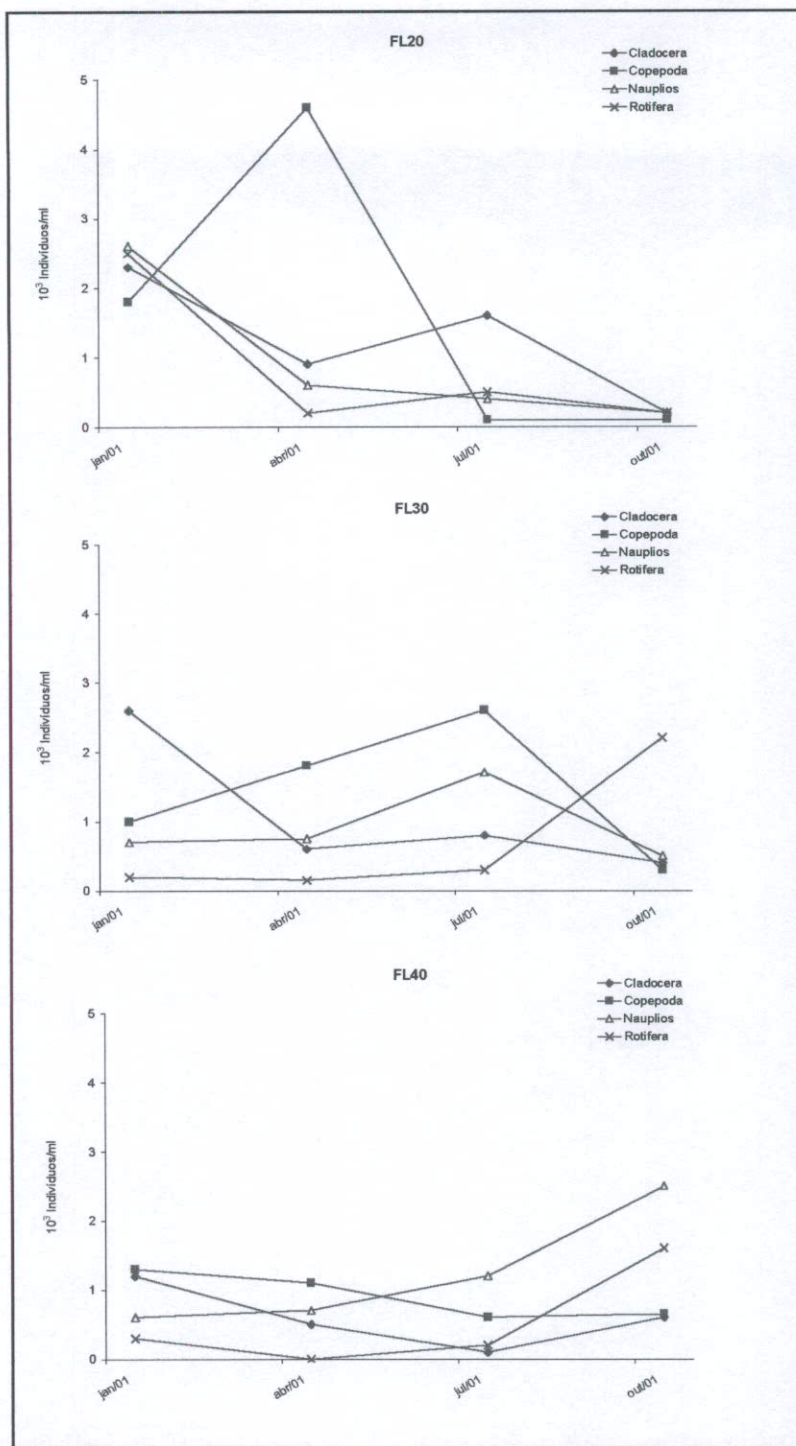 FL20
Cladocera
Copepoda
Nauplios
Rotifera
10³ Indivíduos/ml
5
4
3
2
1
0
jan/01
abr/01
jul/01
out/01
FL30
Cladocera
Copepoda
Nauplios
Rotifera
10³ Indivíduos/ml
5
4
3
2
1
0
jan/01
abr/01
jul/01
out/01
FL40
Cladocera
Copepoda
Nauplios
Rotifera
10³ Indivíduos/ml
5
4
3
2
1
0
jan/01
abr/01
jul/01
out/01